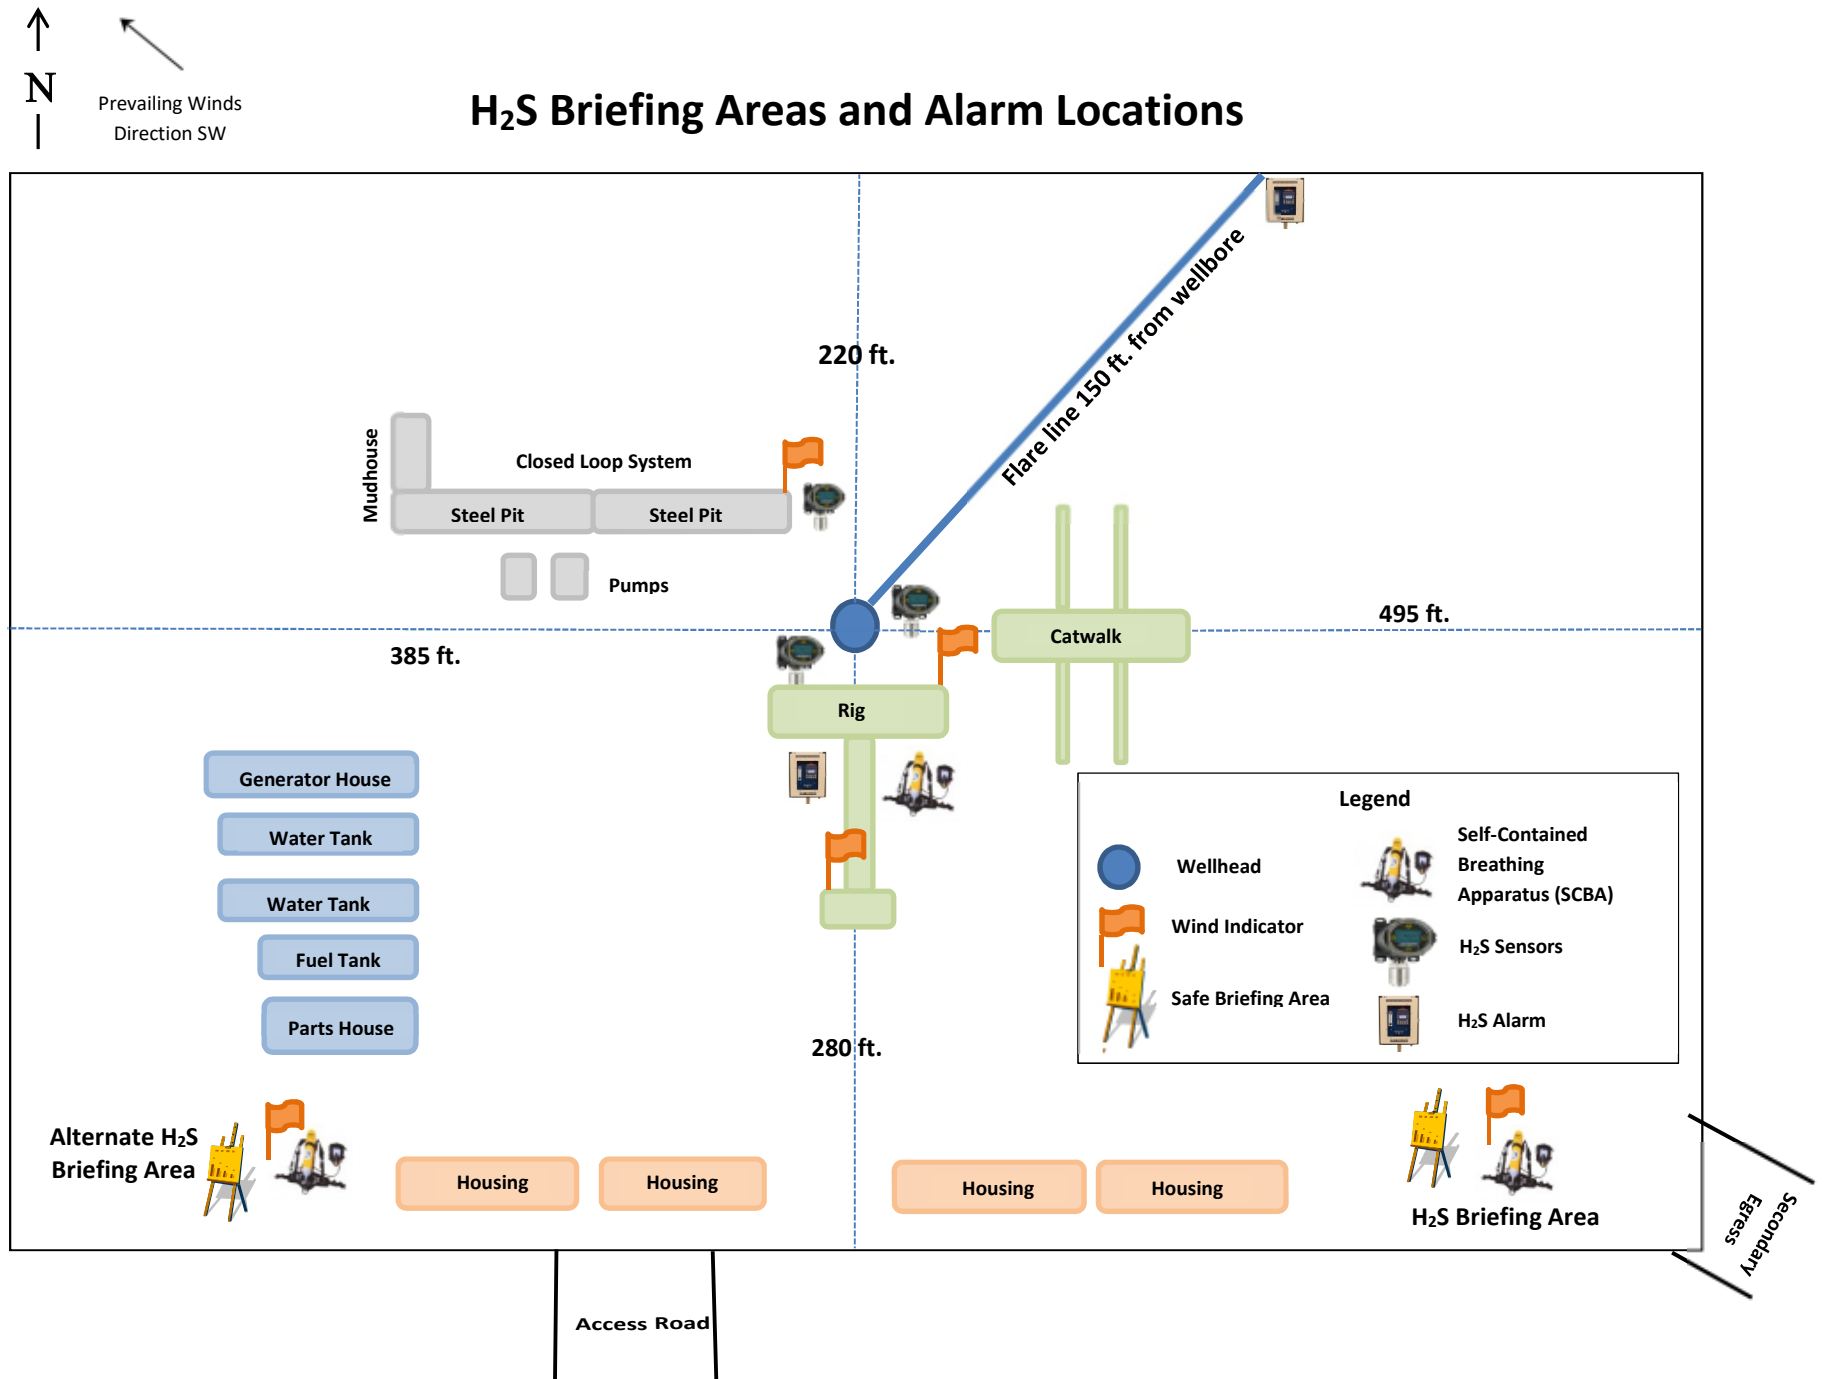 N
Prevailing Winds
Direction SW
H₂S Briefing Areas and Alarm Locations
220 ft.
Flare line 150 ft. from wellbore
Mudhouse
Closed Loop System
Steel Pit
Steel Pit
Pumps
Catwalk
495 ft.
385 ft.
Rig
Generator House
Water Tank
Water Tank
Fuel Tank
Parts House
280 ft.
Legend
Wellhead
Wind Indicator
Safe Briefing Area
Self-Contained
Breathing
Apparatus (SCBA)
H₂S Sensors
H₂S Alarm
Alternate H₂S
Briefing Area
Housing
Housing
Housing
Housing
H₂S Briefing Area
Secondary
Egress
Access Road